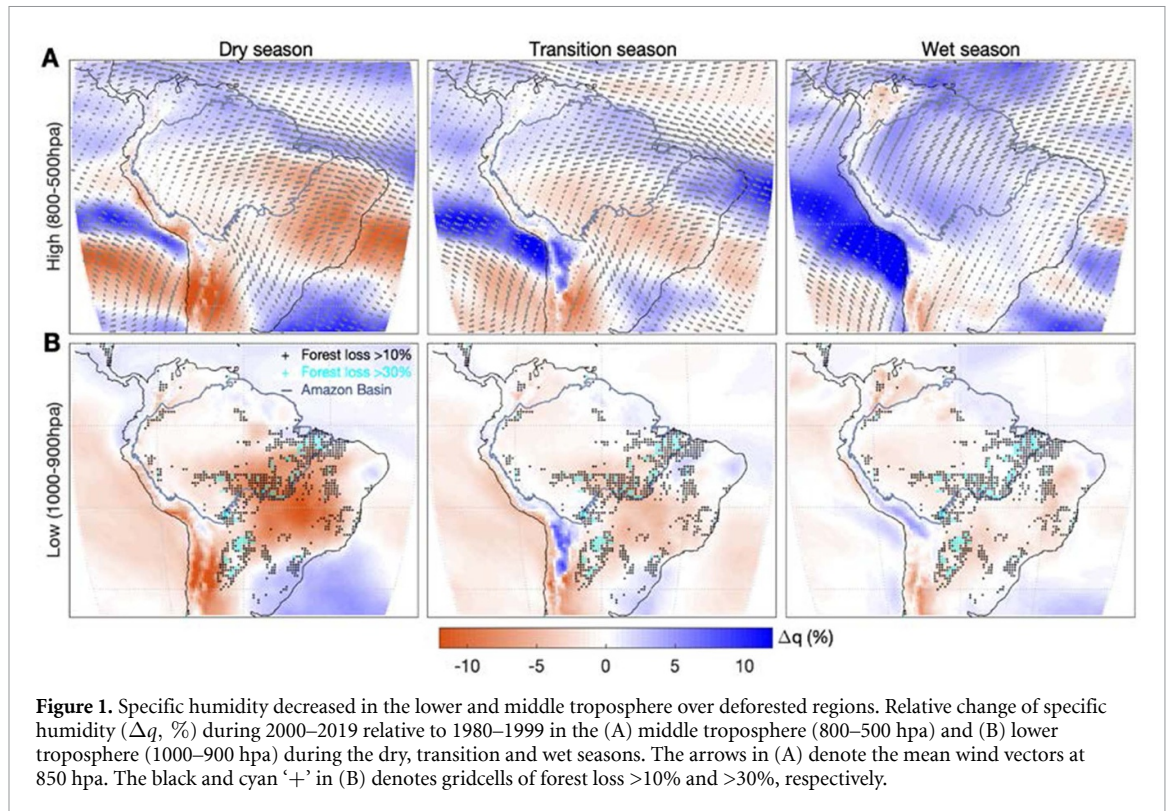 A
Dry season
Transition season
Wet season
High (800-500hpa)
B
Forest loss >10%
Forest loss >30%
Amazon Basin
Low (1000-900hpa)
-10 -5 0 5 10
Δq (%)
Figure 1. Specific humidity decreased in the lower and middle troposphere over deforested regions. Relative change of specific
humidity (Δq, %) during 2000–2019 relative to 1980–1999 in the (A) middle troposphere (800–500 hpa) and (B) lower
troposphere (1000–900 hpa) during the dry, transition and wet seasons. The arrows in (A) denote the mean wind vectors at
850 hpa. The black and cyan ‘+’ in (B) denotes gridcells of forest loss >10% and >30%, respectively.